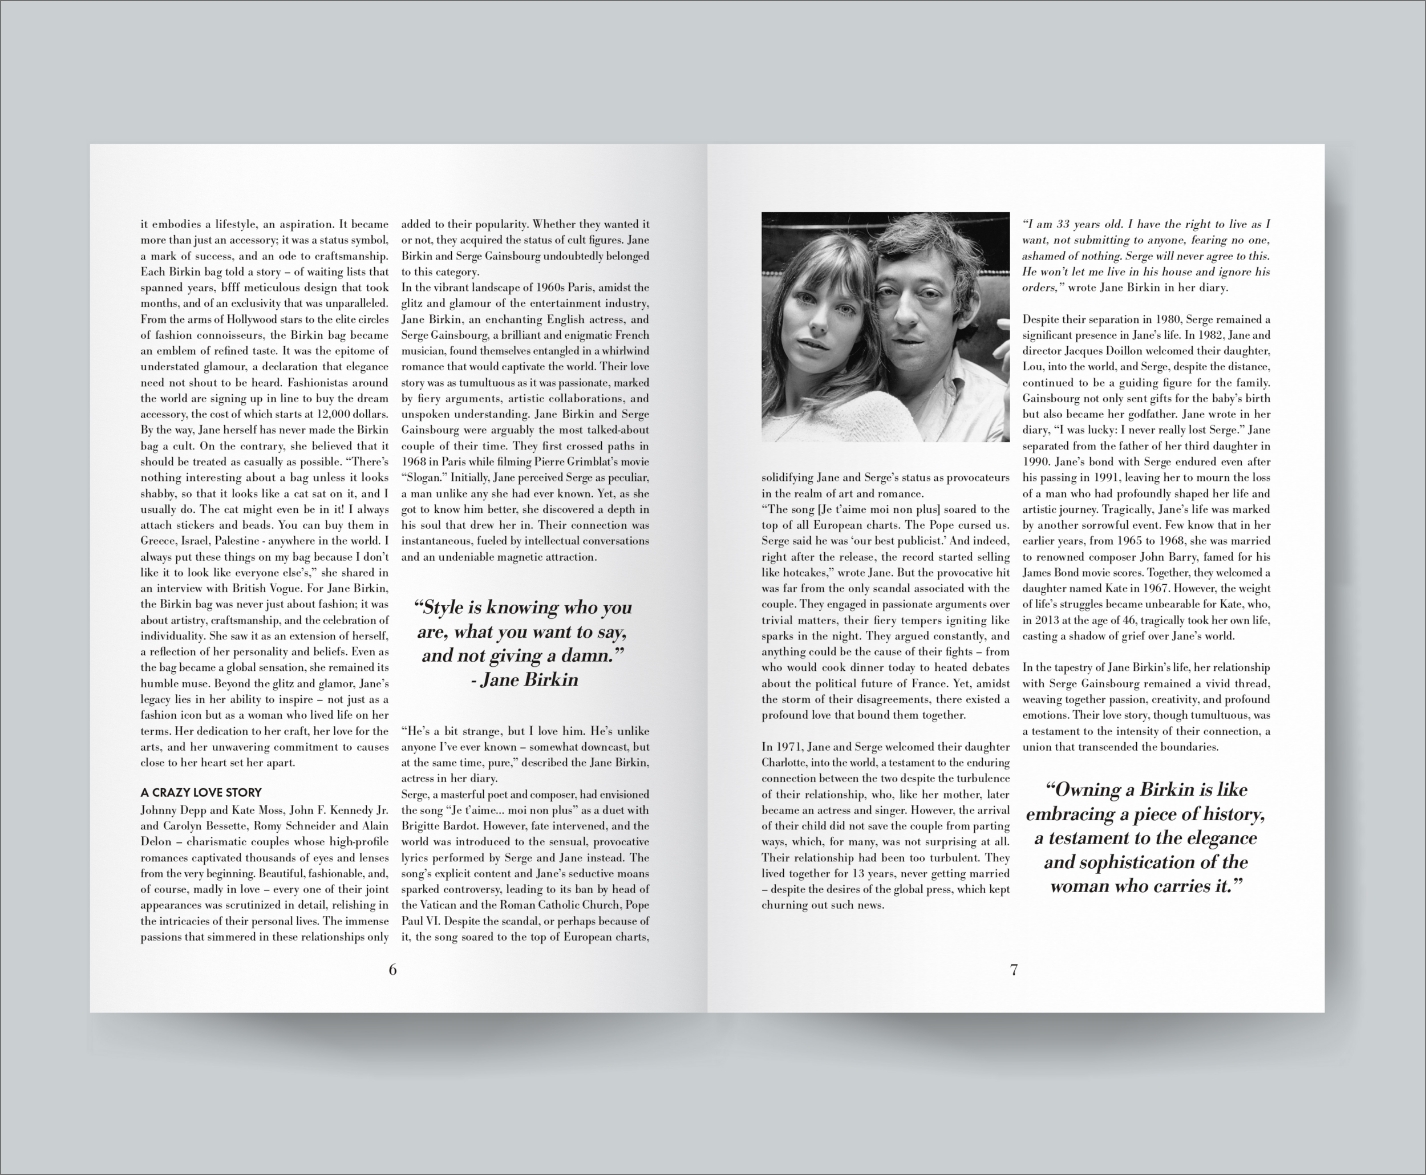 it embodies a lifestyle, an aspiration. It became
more than just an accessory; it was a status symbol,
a mark of success, and an ode to craftsmanship.
Each Birkin bag told a story – of waiting lists that
spanned years, bfff meticulous design that took
months, and of an exclusivity that was unparalleled.
From the arms of Hollywood stars to the elite circles
of fashion connoisseurs, the Birkin bag became
an emblem of refined taste. It was the epitome of
understated glamour, a declaration that elegance
need not shout to be heard. Fashionistas around
the world are signing up in line to buy the dream
accessory, the cost of which starts at 12,000 dollars.
By the way, Jane herself has never made the Birkin
bag a cult. On the contrary, she believed that it
should be treated as casually as possible. “There’s
nothing interesting about a bag unless it looks
shabby, so that it looks like a cat sat on it, and I
usually do. The cat might even be in it! I always
attach stickers and beads. You can buy them in
Greece, Israel, Palestine - anywhere in the world. I
always put these things on my bag because I don’t
like it to look like everyone else’s,” she shared in
an interview with British Vogue. For Jane Birkin,
the Birkin bag was never just about fashion; it was
about artistry, craftsmanship, and the celebration of
individuality. She saw it as an extension of herself,
a reflection of her personality and beliefs. Even as
the bag became a global sensation, she remained its
humble muse. Beyond the glitz and glamor, Jane’s
legacy lies in her ability to inspire – not just as a
fashion icon but as a woman who lived life on her
terms. Her dedication to her craft, her love for the
arts, and her unwavering commitment to causes
close to her heart set her apart.
A CRAZY LOVE STORY
Johnny Depp and Kate Moss, John F. Kennedy Jr.
and Carolyn Bessette, Romy Schneider and Alain
Delon – charismatic couples whose high-profile
romances captivated thousands of eyes and lenses
from the very beginning. Beautiful, fashionable, and,
of course, madly in love – every one of their joint
appearances was scrutinized in detail, relishing in
the intricacies of their personal lives. The immense
passions that simmered in these relationships only
added to their popularity. Whether they wanted it
or not, they acquired the status of cult figures. Jane
Birkin and Serge Gainsbourg undoubtedly belonged
to this category.
In the vibrant landscape of 1960s Paris, amidst the
glitz and glamour of the entertainment industry,
Jane Birkin, an enchanting English actress, and
Serge Gainsbourg, a brilliant and enigmatic French
musician, found themselves entangled in a whirlwind
romance that would captivate the world. Their love
story was as tumultuous as it was passionate, marked
by fiery arguments, artistic collaborations, and
unspoken understanding. Jane Birkin and Serge
Gainsbourg were arguably the most talked-about
couple of their time. They first crossed paths in
1968 in Paris while filming Pierre Grimblat’s movie
“Slogan.” Initially, Jane perceived Serge as peculiar,
a man unlike any she had ever known. Yet, as she
got to know him better, she discovered a depth in
his soul that drew her in. Their connection was
instantaneous, fueled by intellectual conversations
and an undeniable magnetic attraction.
“Style is knowing who you
are, what you want to say,
and not giving a damn.”
- Jane Birkin
“He’s a bit strange, but I love him. He’s unlike
anyone I’ve ever known – somewhat downcast, but
at the same time, pure,” described the Jane Birkin,
actress in her diary.
Serge, a masterful poet and composer, had envisioned
the song “Je t’aime... moi non plus” as a duet with
Brigitte Bardot. However, fate intervened, and the
world was introduced to the sensual, provocative
lyrics performed by Serge and Jane instead. The
song’s explicit content and Jane’s seductive moans
sparked controversy, leading to its ban by head of
the Vatican and the Roman Catholic Church, Pope
Paul VI. Despite the scandal, or perhaps because of
it, the song soared to the top of European charts,
6
solidifying Jane and Serge’s status as provocateurs
in the realm of art and romance.
“The song [Je t’aime moi non plus] soared to the
top of all European charts. The Pope cursed us.
Serge said he was ‘our best publicist.’ And indeed,
right after the release, the record started selling
like hotcakes,” wrote Jane. But the provocative hit
was far from the only scandal associated with the
couple. They engaged in passionate arguments over
trivial matters, their fiery tempers igniting like
sparks in the night. They argued constantly, and
anything could be the cause of their fights – from
who would cook dinner today to heated debates
about the political future of France. Yet, amidst
the storm of their disagreements, there existed a
profound love that bound them together.
In 1971, Jane and Serge welcomed their daughter
Charlotte, into the world, a testament to the enduring
connection between the two despite the turbulence
of their relationship, who, like her mother, later
became an actress and singer. However, the arrival
of their child did not save the couple from parting
ways, which, for many, was not surprising at all.
Their relationship had been too turbulent. They
lived together for 13 years, never getting married
– despite the desires of the global press, which kept
churning out such news.
“I am 33 years old. I have the right to live as I
want, not submitting to anyone, fearing no one,
ashamed of nothing. Serge will never agree to this.
He won’t let me live in his house and ignore his
orders,” wrote Jane Birkin in her diary.
Despite their separation in 1980, Serge remained a
significant presence in Jane’s life. In 1982, Jane and
director Jacques Doillon welcomed their daughter,
Lou, into the world, and Serge, despite the distance,
continued to be a guiding figure for the family.
Gainsbourg not only sent gifts for the baby’s birth
but also became her godfather. Jane wrote in her
diary, “I was lucky: I never really lost Serge.” Jane
separated from the father of her third daughter in
1990. Jane’s bond with Serge endured even after
his passing in 1991, leaving her to mourn the loss
of a man who had profoundly shaped her life and
artistic journey. Tragically, Jane’s life was marked
by another sorrowful event. Few know that in her
earlier years, from 1965 to 1968, she was married
to renowned composer John Barry, famed for his
James Bond movie scores. Together, they welcomed a
daughter named Kate in 1967. However, the weight
of life’s struggles became unbearable for Kate, who,
in 2013 at the age of 46, tragically took her own life,
casting a shadow of grief over Jane’s world.
In the tapestry of Jane Birkin’s life, her relationship
with Serge Gainsbourg remained a vivid thread,
weaving together passion, creativity, and profound
emotions. Their love story, though tumultuous, was
a testament to the intensity of their connection, a
union that transcended the boundaries.
“Owning a Birkin is like
embracing a piece of history,
a testament to the elegance
and sophistication of the
woman who carries it.”
7